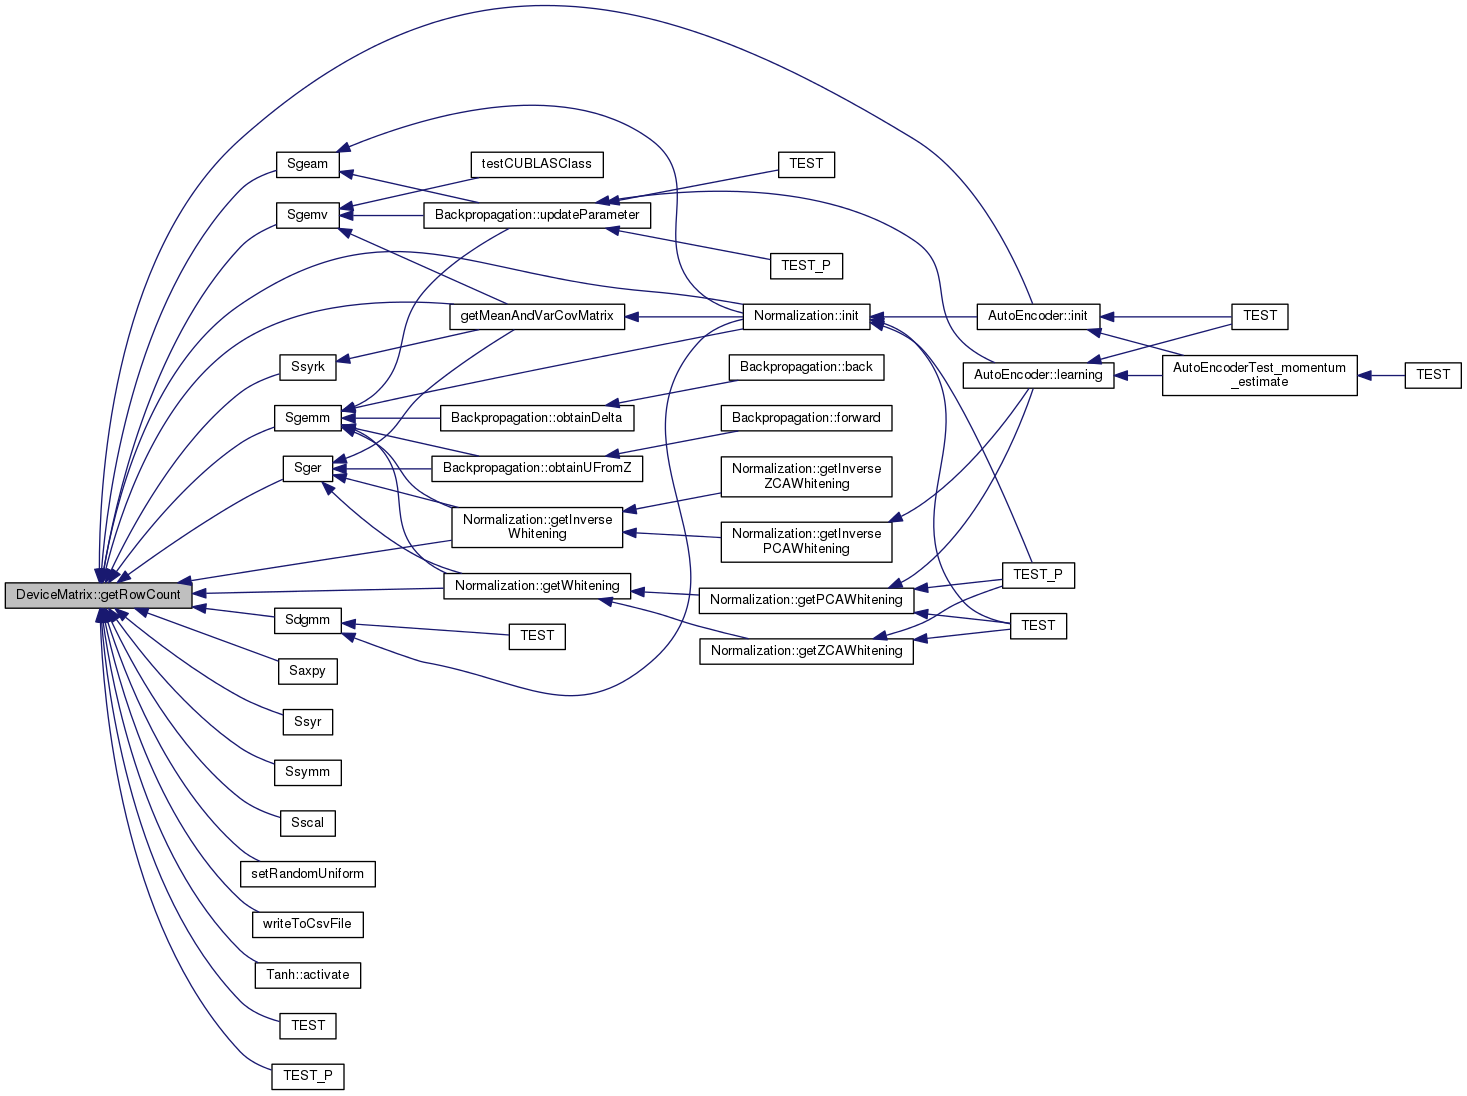 Sgeam
testCUBLASClass
TEST
Sgemv
Backpropagation::updateParameter
TEST_P
getMeanAndVarCovMatrix
Normalization::init
AutoEncoder::init
TEST
Ssyrk
Backpropagation::back
AutoEncoder::learning
AutoEncoderTest_momentum
_estimate
TEST
Sgemm
Backpropagation::obtainDelta
Backpropagation::forward
Sger
Backpropagation::obtainUFromZ
Normalization::getInverse
ZCAWhitening
Normalization::getInverse
Whitening
Normalization::getInverse
PCAWhitening
DeviceMatrix::getRowCount
Normalization::getWhitening
Normalization::getPCAWhitening
TEST_P
Sdgmm
TEST
TEST
Normalization::getZCAWhitening
Saxpy
Ssyr
Ssymm
Sscal
setRandomUniform
writeToCsvFile
Tanh::activate
TEST
TEST_P